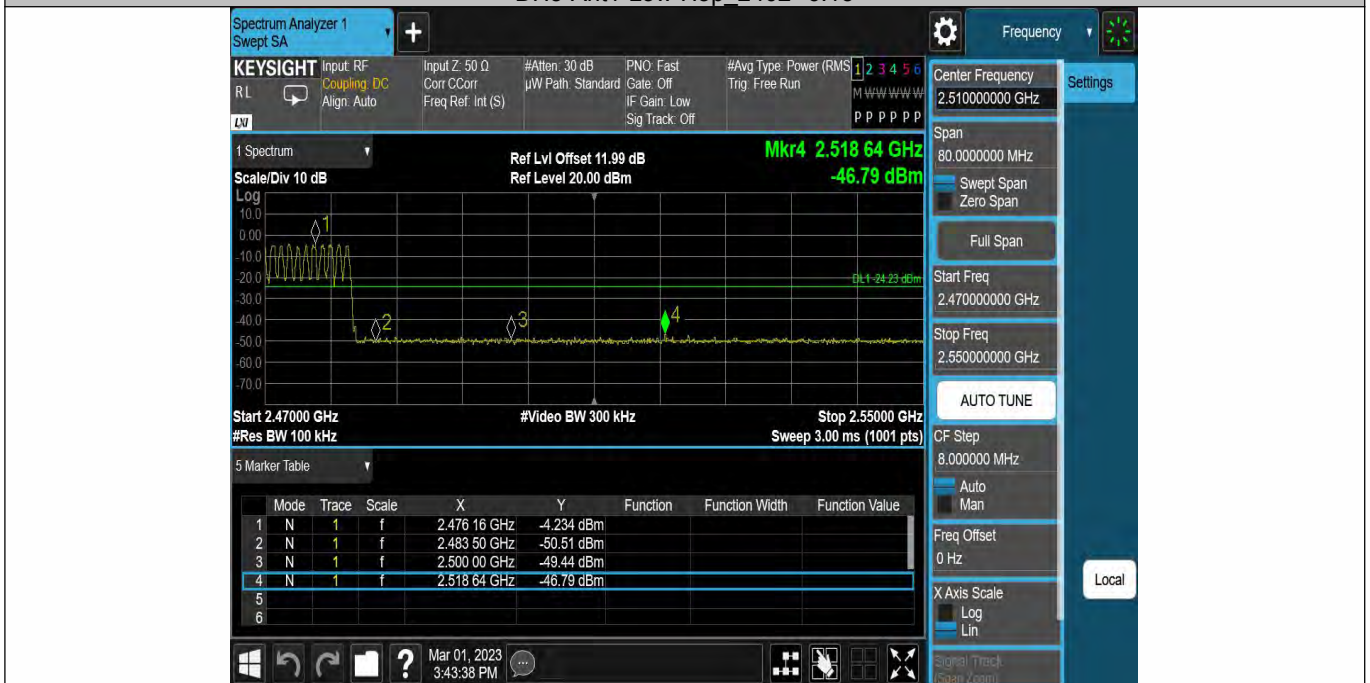 Spectrum Analyzer 1
Swept SA
+
Frequency
KEYSIGHT
RL
LXI
Input: RF
Coupling: DC
Align: Auto
Input Z: 50 Ω
Corr CCorr
Freq Ref: Int (S)
#Atten: 30 dB
µW Path: Standard
PNO: Fast
Gate: Off
IF Gain: Low
Sig Track: Off
#Avg Type: Power (RMS
Trig: Free Run
1 2 3 4 5 6
M W W W W W
P P P P P P
1 Spectrum
Scale/Div 10 dB
Ref Lvl Offset 11.99 dB
Ref Level 20.00 dBm
Mkr4 2.518 64 GHz
-46.79 dBm
Log
10.0
0.00
-10.0
-20.0
-30.0
-40.0
-50.0
-60.0
-70.0
1
2
3
4
DL1 -24.23 dBm
Start 2.47000 GHz
#Video BW 300 kHz
Stop 2.55000 GHz
#Res BW 100 kHz
Sweep 3.00 ms (1001 pts)
5 Marker Table
Mode Trace Scale X Y Function Function Width Function Value
1 N 1 f 2.476 16 GHz -4.234 dBm
2 N 1 f 2.483 50 GHz -50.51 dBm
3 N 1 f 2.500 00 GHz -49.44 dBm
4 N 1 f 2.518 64 GHz -46.79 dBm
5
6
?
Mar 01, 2023
3:43:38 PM
Center Frequency
2.510000000 GHz
Settings
Span
80.0000000 MHz
Swept Span
Zero Span
Full Span
Start Freq
2.470000000 GHz
Stop Freq
2.550000000 GHz
AUTO TUNE
CF Step
8.000000 MHz
Auto
Man
Freq Offset
0 Hz
X Axis Scale
Log
Lin
Local
Signal Track
(Span Zoom)